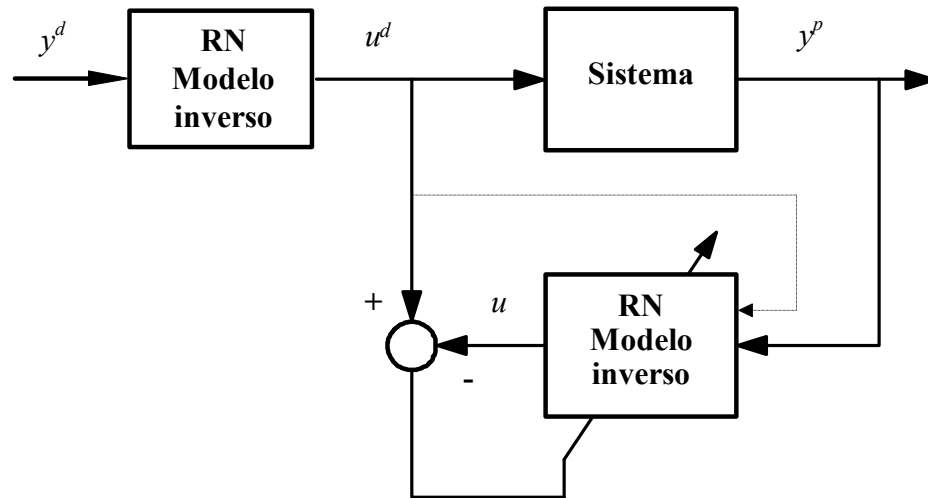 y^d
RN
Modelo
inverso
u^d
Sistema
y^p
+
u
-
RN
Modelo
inverso